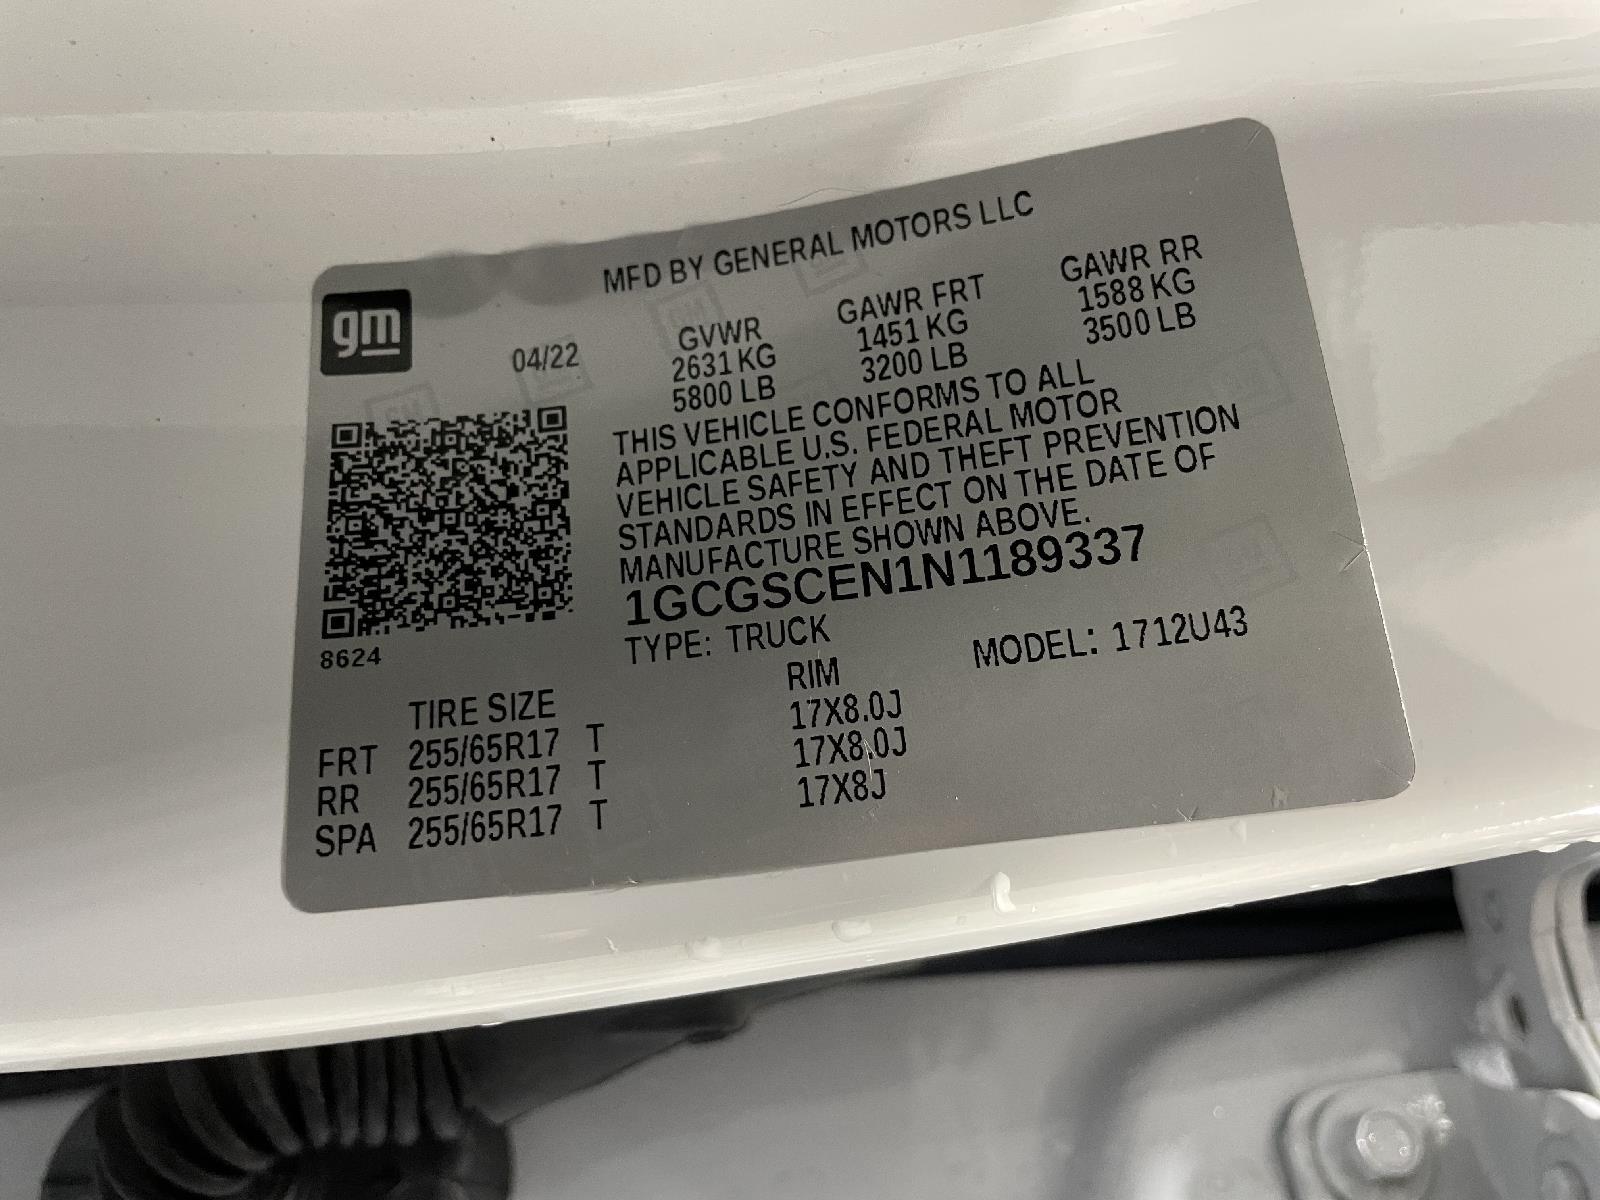 MFD BY GENERAL MOTORS LLC
gm
04/22
GVWR GAWR FRT GAWR RR
2631 KG 1451 KG 1588 KG
5800 LB 3200 LB 3500 LB
THIS VEHICLE CONFORMS TO ALL
APPLICABLE U.S. FEDERAL MOTOR
VEHICLE SAFETY AND THEFT PREVENTION
STANDARDS IN EFFECT ON THE DATE OF
MANUFACTURE SHOWN ABOVE.
1GCGSCEN1N1189337
8624
TYPE: TRUCK MODEL: 1712U43
TIRE SIZE RIM
FRT 255/65R17 T 17X8.0J
RR 255/65R17 T 17X8.0J
SPA 255/65R17 T 17X8J